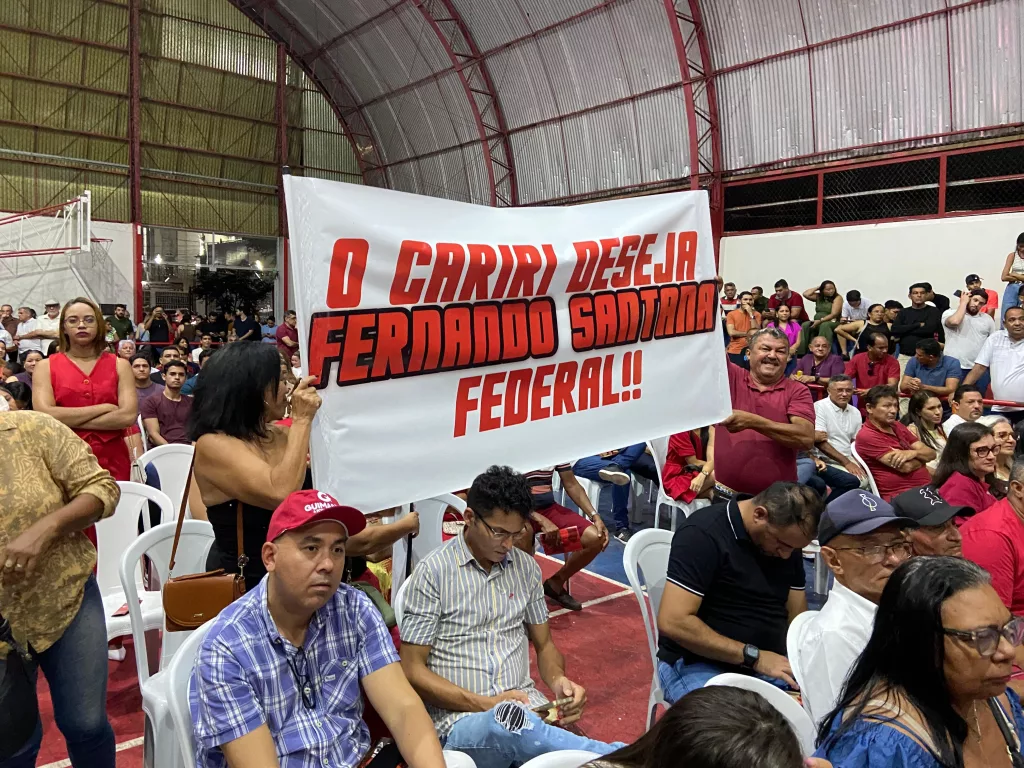 O CARIRI DESEJA
FERNANDO SANTANA
FEDERAL!!